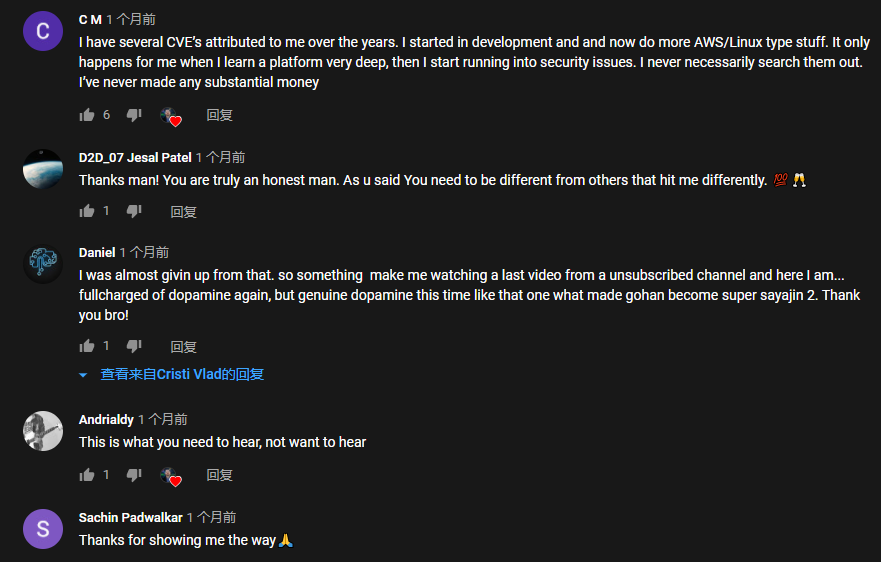 C
C M 1 个月前
I have several CVE's attributed to me over the years. I started in development and and now do more AWS/Linux type stuff. It only
happens for me when I learn a platform very deep, then I start running into security issues. I never necessarily search them out.
I've never made any substantial money
6 回复
D2D_07 Jesal Patel 1 个月前
Thanks man! You are truly an honest man. As u said You need to be different from others that hit me differently. 💯 🥂
1 回复
Daniel 1 个月前
I was almost givin up from that. so something  make me watching a last video from a unsubscribed channel and here I am...
fullcharged of dopamine again, but genuine dopamine this time like that one what made gohan become super sayajin 2. Thank
you bro!
1 回复
查看来自Cristi Vlad的回复
Andrialdy 1 个月前
This is what you need to hear, not want to hear
1 回复
S
Sachin Padwalkar 1 个月前
Thanks for showing me the way🙏